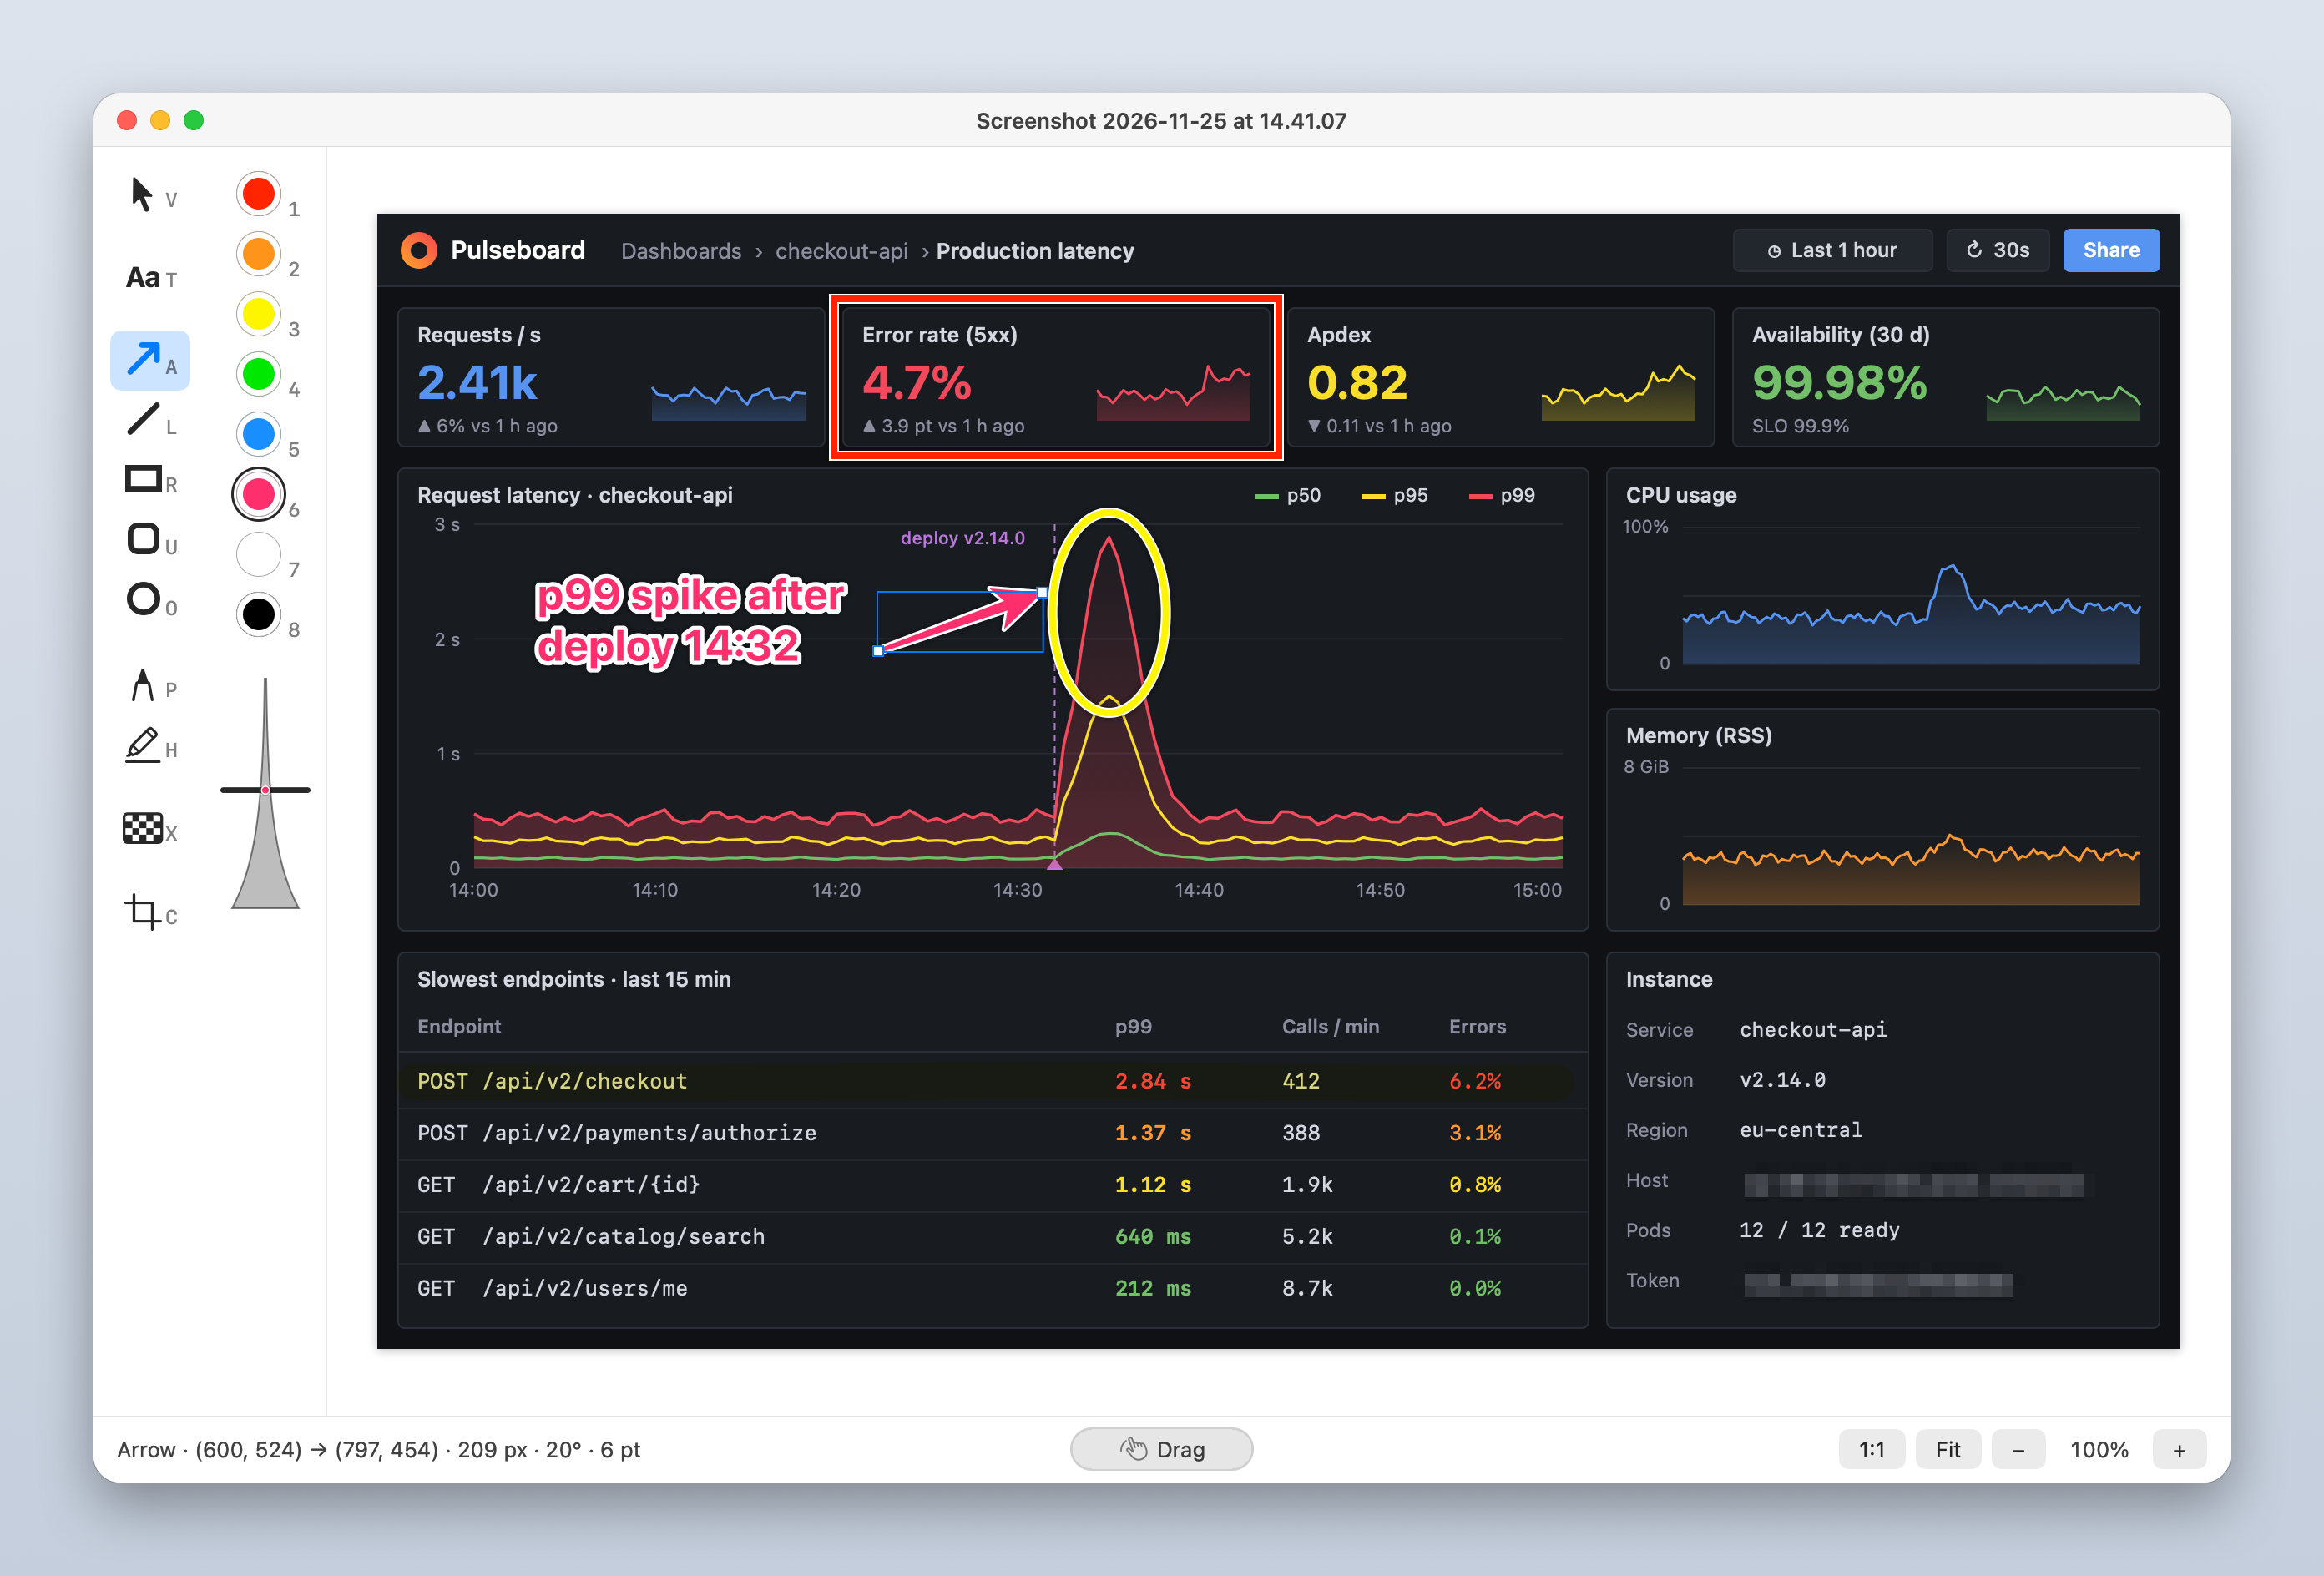 Screenshot 2026-11-25 at 14.41.07
V
Aa T
A
L
R
U
O
P
H
X
C
1
2
3
4
5
6
7
8
Pulseboard Dashboards › checkout-api › Production latency Last 1 hour 30s Share
Requests / s
2.41k
▲ 6% vs 1 h ago
Error rate (5xx)
4.7%
▲ 3.9 pt vs 1 h ago
Apdex
0.82
▼ 0.11 vs 1 h ago
Availability (30 d)
99.98%
SLO 99.9%
Request latency · checkout-api p50 p95 p99
3 s
2 s
1 s
0
deploy v2.14.0
p99 spike after
deploy 14:32
14:00 14:10 14:20 14:30 14:40 14:50 15:00
CPU usage
100%
0
Memory (RSS)
8 GiB
0
Slowest endpoints · last 15 min
Endpoint p99 Calls / min Errors
POST /api/v2/checkout 2.84 s 412 6.2%
POST /api/v2/payments/authorize 1.37 s 388 3.1%
GET /api/v2/cart/{id} 1.12 s 1.9k 0.8%
GET /api/v2/catalog/search 640 ms 5.2k 0.1%
GET /api/v2/users/me 212 ms 8.7k 0.0%
Instance
Service checkout-api
Version v2.14.0
Region eu-central
Host
Pods 12 / 12 ready
Token
Arrow · (600, 524) → (797, 454) · 209 px · 20° · 6 pt
Drag
1:1 Fit − 100% +